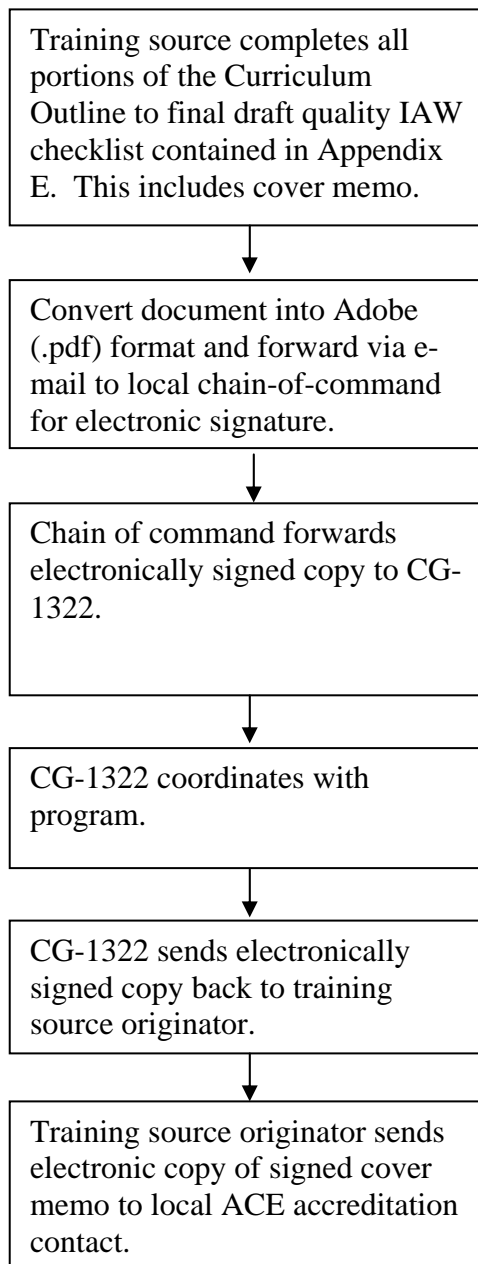 Training source completes all
portions of the Curriculum
Outline to final draft quality IAW
checklist contained in Appendix
E.  This includes cover memo.
Convert document into Adobe
(.pdf) format and forward via e-
mail to local chain-of-command
for electronic signature.
Chain of command forwards
electronically signed copy to CG-
1322.
CG-1322 coordinates with
program.
CG-1322 sends electronically
signed copy back to training
source originator.
Training source originator sends
electronic copy of signed cover
memo to local ACE accreditation
contact.